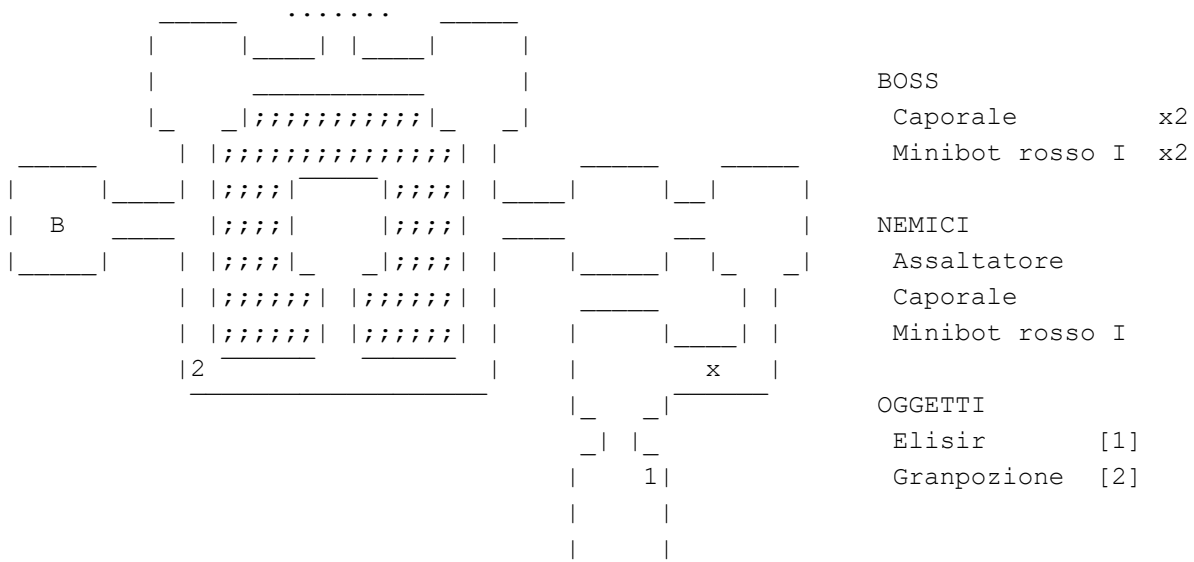 BOSS
Caporale x2
Minibot rosso I x2
B
NEMICI
Assaltatore
Caporale
Minibot rosso I
2
x
OGGETTI
Elisir [1]
1
Granpozione [2]